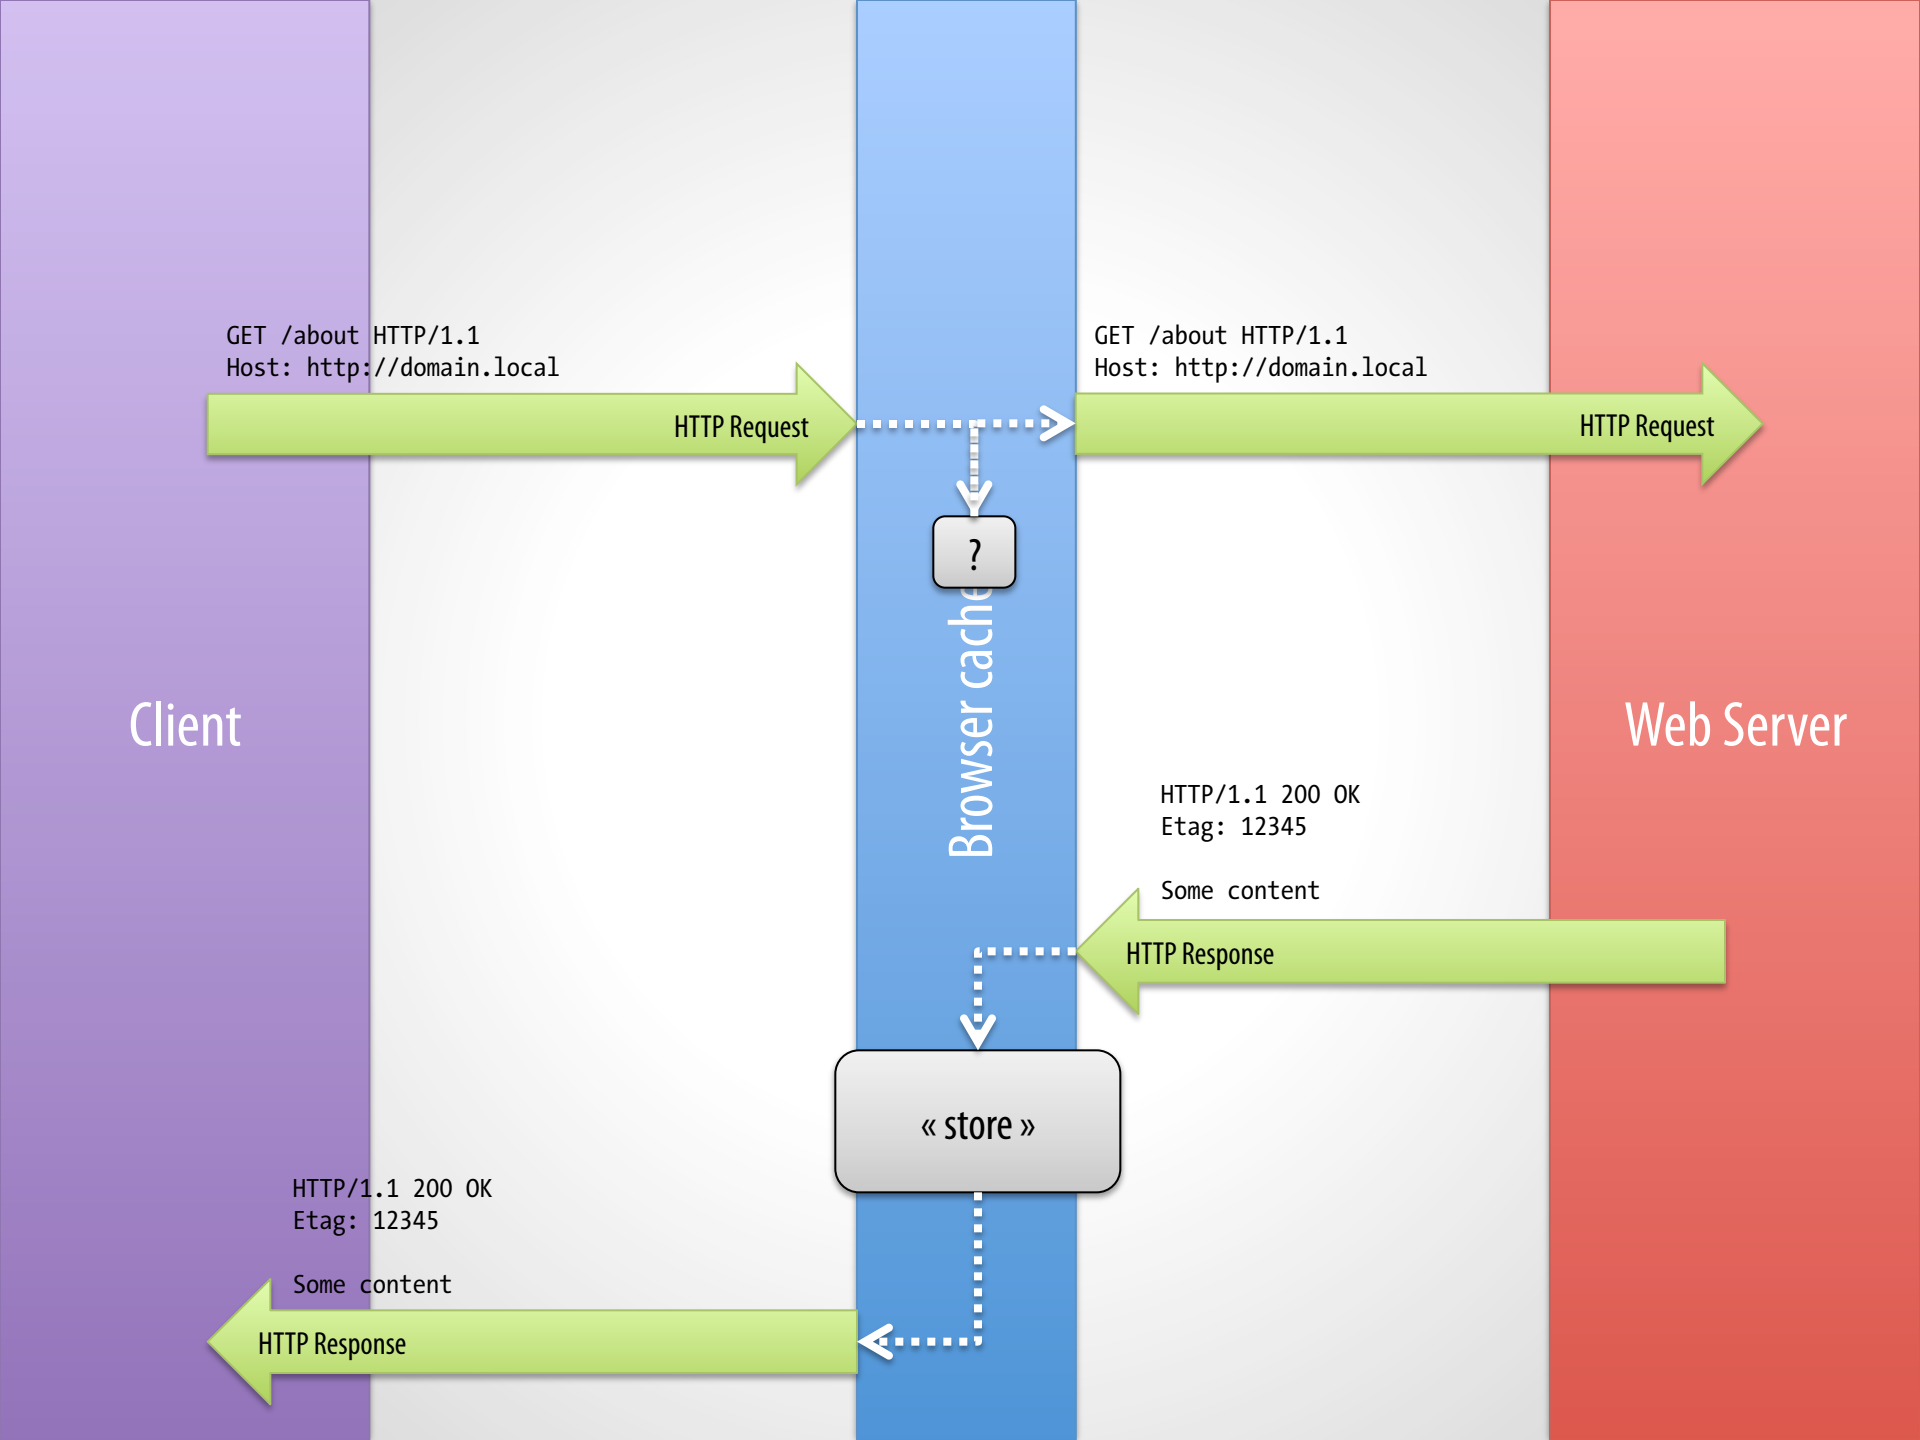 GET /about HTTP/1.1
Host: http://domain.local
HTTP Request
GET /about HTTP/1.1
Host: http://domain.local
HTTP Request
?
Browser cache
Client
Web Server
HTTP/1.1 200 OK
Etag: 12345
Some content
HTTP Response
« store »
HTTP/1.1 200 OK
Etag: 12345
Some content
HTTP Response